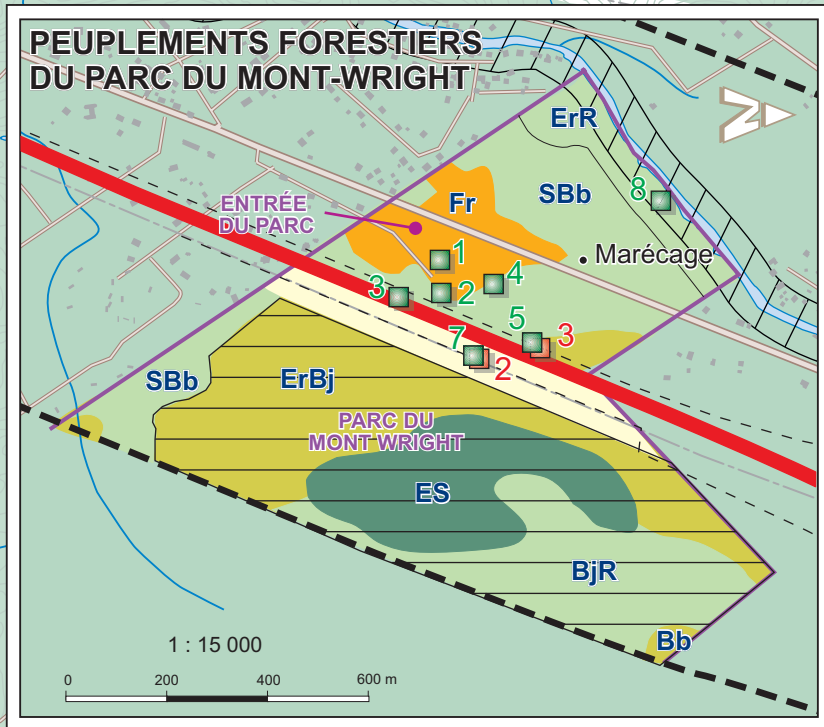 PEUPLEMENTS FORESTIERS
DU PARC DU MONT-WRIGHT
N
ErR
ENTRÉE
DU PARC
Fr
SBb
8
1
Marécage
4
3
2
5
3
7
2
SBb
ErBj
PARC DU
MONT WRIGHT
ES
BjR
Bb
1 : 15 000
0 200 400 600 m